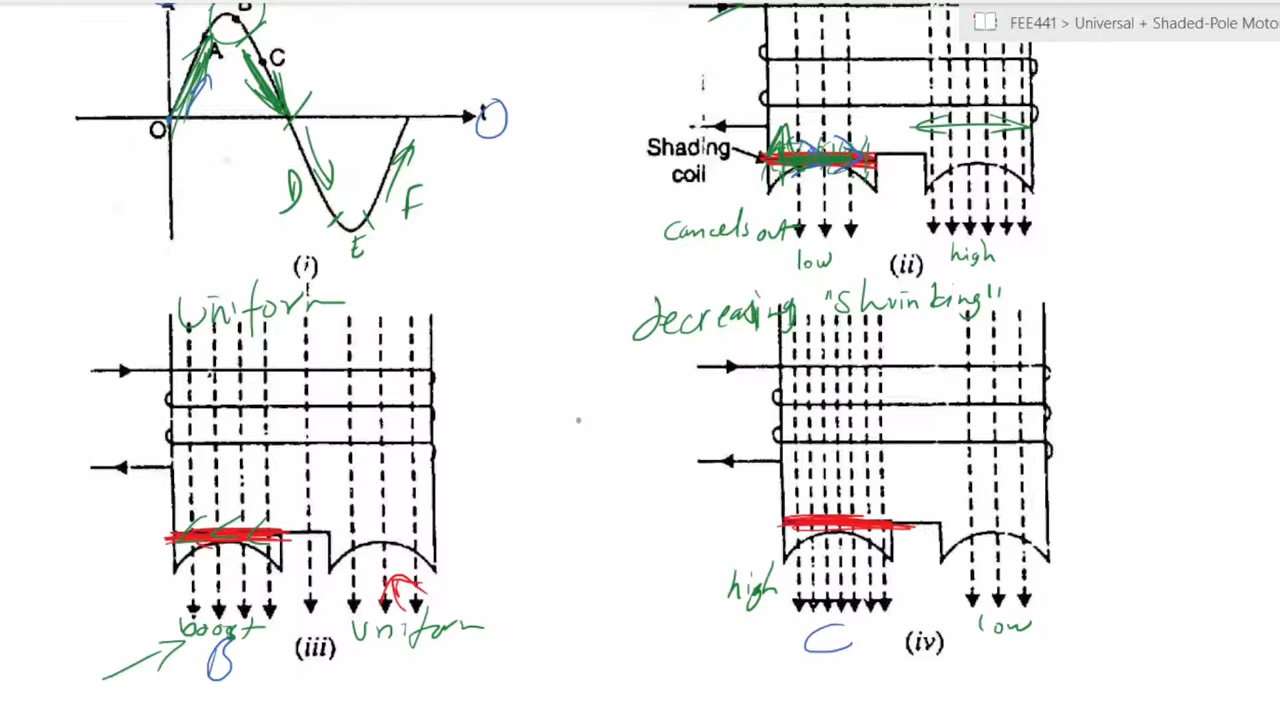 FEE441 > Universal + Shaded-Pole Moto
B
A
C
O
t
D
F
E
(i)
Shading
coil
Cancels out
low
high
(ii)
Uniform
decreasing "Shrinking"
boost
uniform
B
(iii)
high
low
C
(iv)